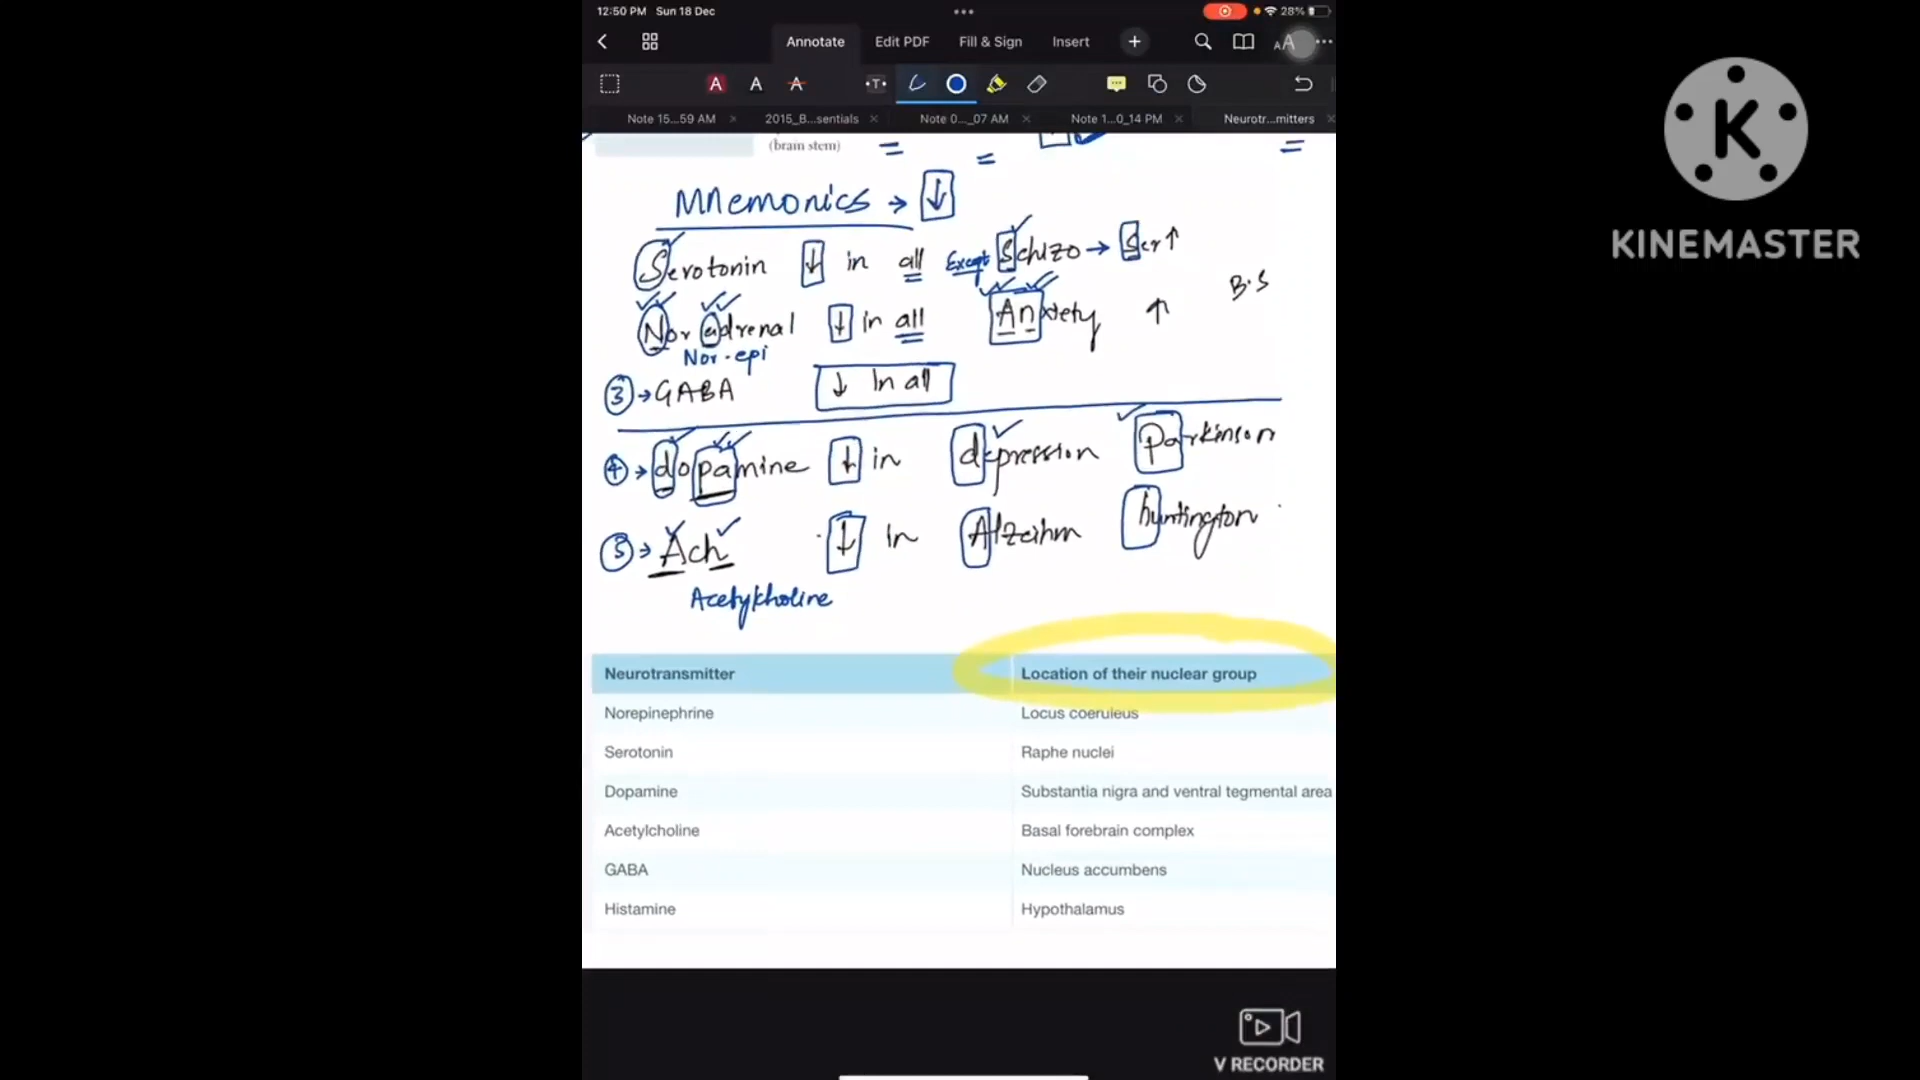 12:50 PM Sun 18 Dec
28%
Annotate Edit PDF Fill & Sign Insert
Note 15...59 AM 2015_B...sentials Note 0..._07 AM Note 1...0_14 PM Neurotr...mitters
(brain stem)
Mnemonics → ↓
Serotonin ↓ in all Except Schizo → Ser↑
B.S
Nor adrenal ↓ in all Anxiety ↑
Nor-epi
③→GABA ↓ In all
④→dopamine ↓ in depression parkinson
⑤→Ach ↓ in Alzeihm huntington
Acetylcholine
Neurotransmitter Location of their nuclear group
Norepinephrine Locus coeruleus
Serotonin Raphe nuclei
Dopamine Substantia nigra and ventral tegmental area
Acetylcholine Basal forebrain complex
GABA Nucleus accumbens
Histamine Hypothalamus
K
KINEMASTER
V RECORDER